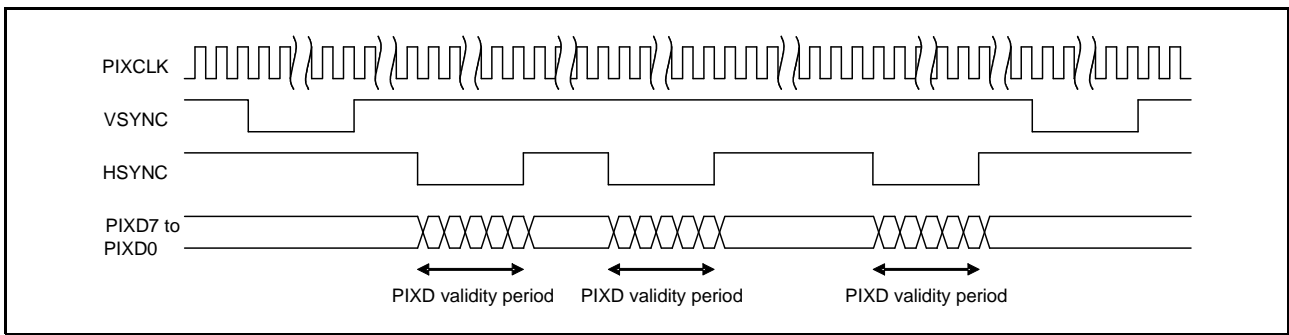 PIXCLK
VSYNC
HSYNC
PIXD7 to
PIXD0
PIXD validity period
PIXD validity period
PIXD validity period